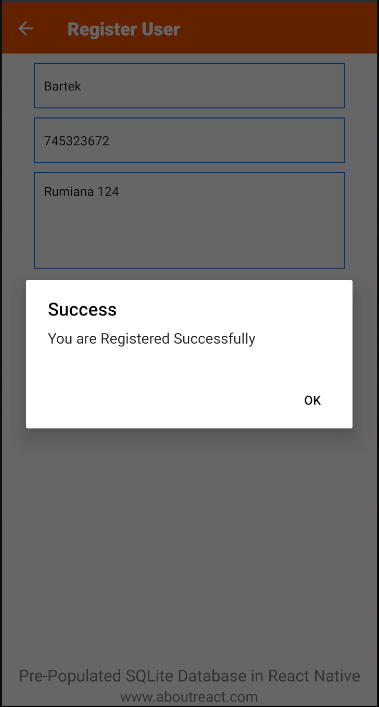 Register User
Bartek
745323672
Rumiana 124
Success
You are Registered Successfully
OK
Pre-Populated SQLite Database in React Native
www.aboutreact.com